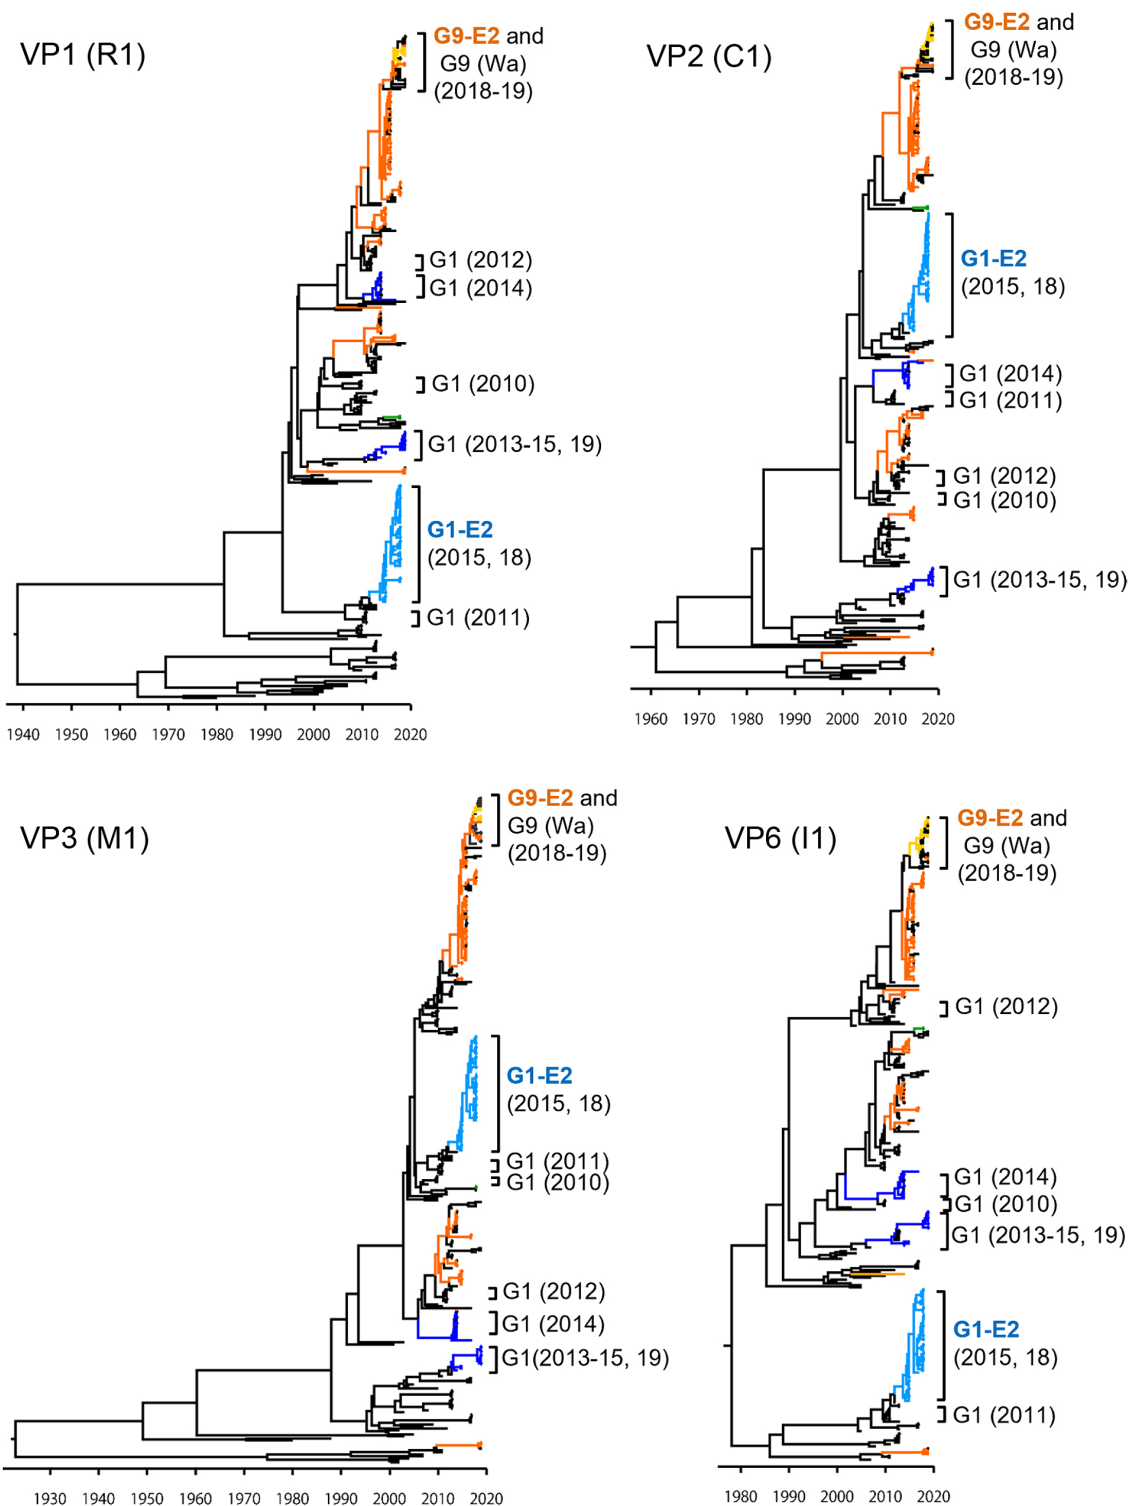 VP1 (R1)
G9-E2 and
G9 (Wa)
(2018-19)
G1 (2012)
G1 (2014)
G1 (2010)
G1 (2013-15, 19)
G1-E2
(2015, 18)
G1 (2011)
1940 1950 1960 1970 1980 1990 2000 2010 2020
VP2 (C1)
G9-E2 and
G9 (Wa)
(2018-19)
G1-E2
(2015, 18)
G1 (2014)
G1 (2011)
G1 (2012)
G1 (2010)
G1 (2013-15, 19)
1960 1970 1980 1990 2000 2010 2020
VP3 (M1)
G9-E2 and
G9 (Wa)
(2018-19)
G1-E2
(2015, 18)
G1 (2011)
G1 (2010)
G1 (2012)
G1 (2014)
G1(2013-15, 19)
1930 1940 1950 1960 1970 1980 1990 2000 2010 2020
VP6 (I1)
G9-E2 and
G9 (Wa)
(2018-19)
G1 (2012)
G1 (2014)
G1 (2010)
G1 (2013-15, 19)
G1-E2
(2015, 18)
G1 (2011)
1980 1990 2000 2010 2020